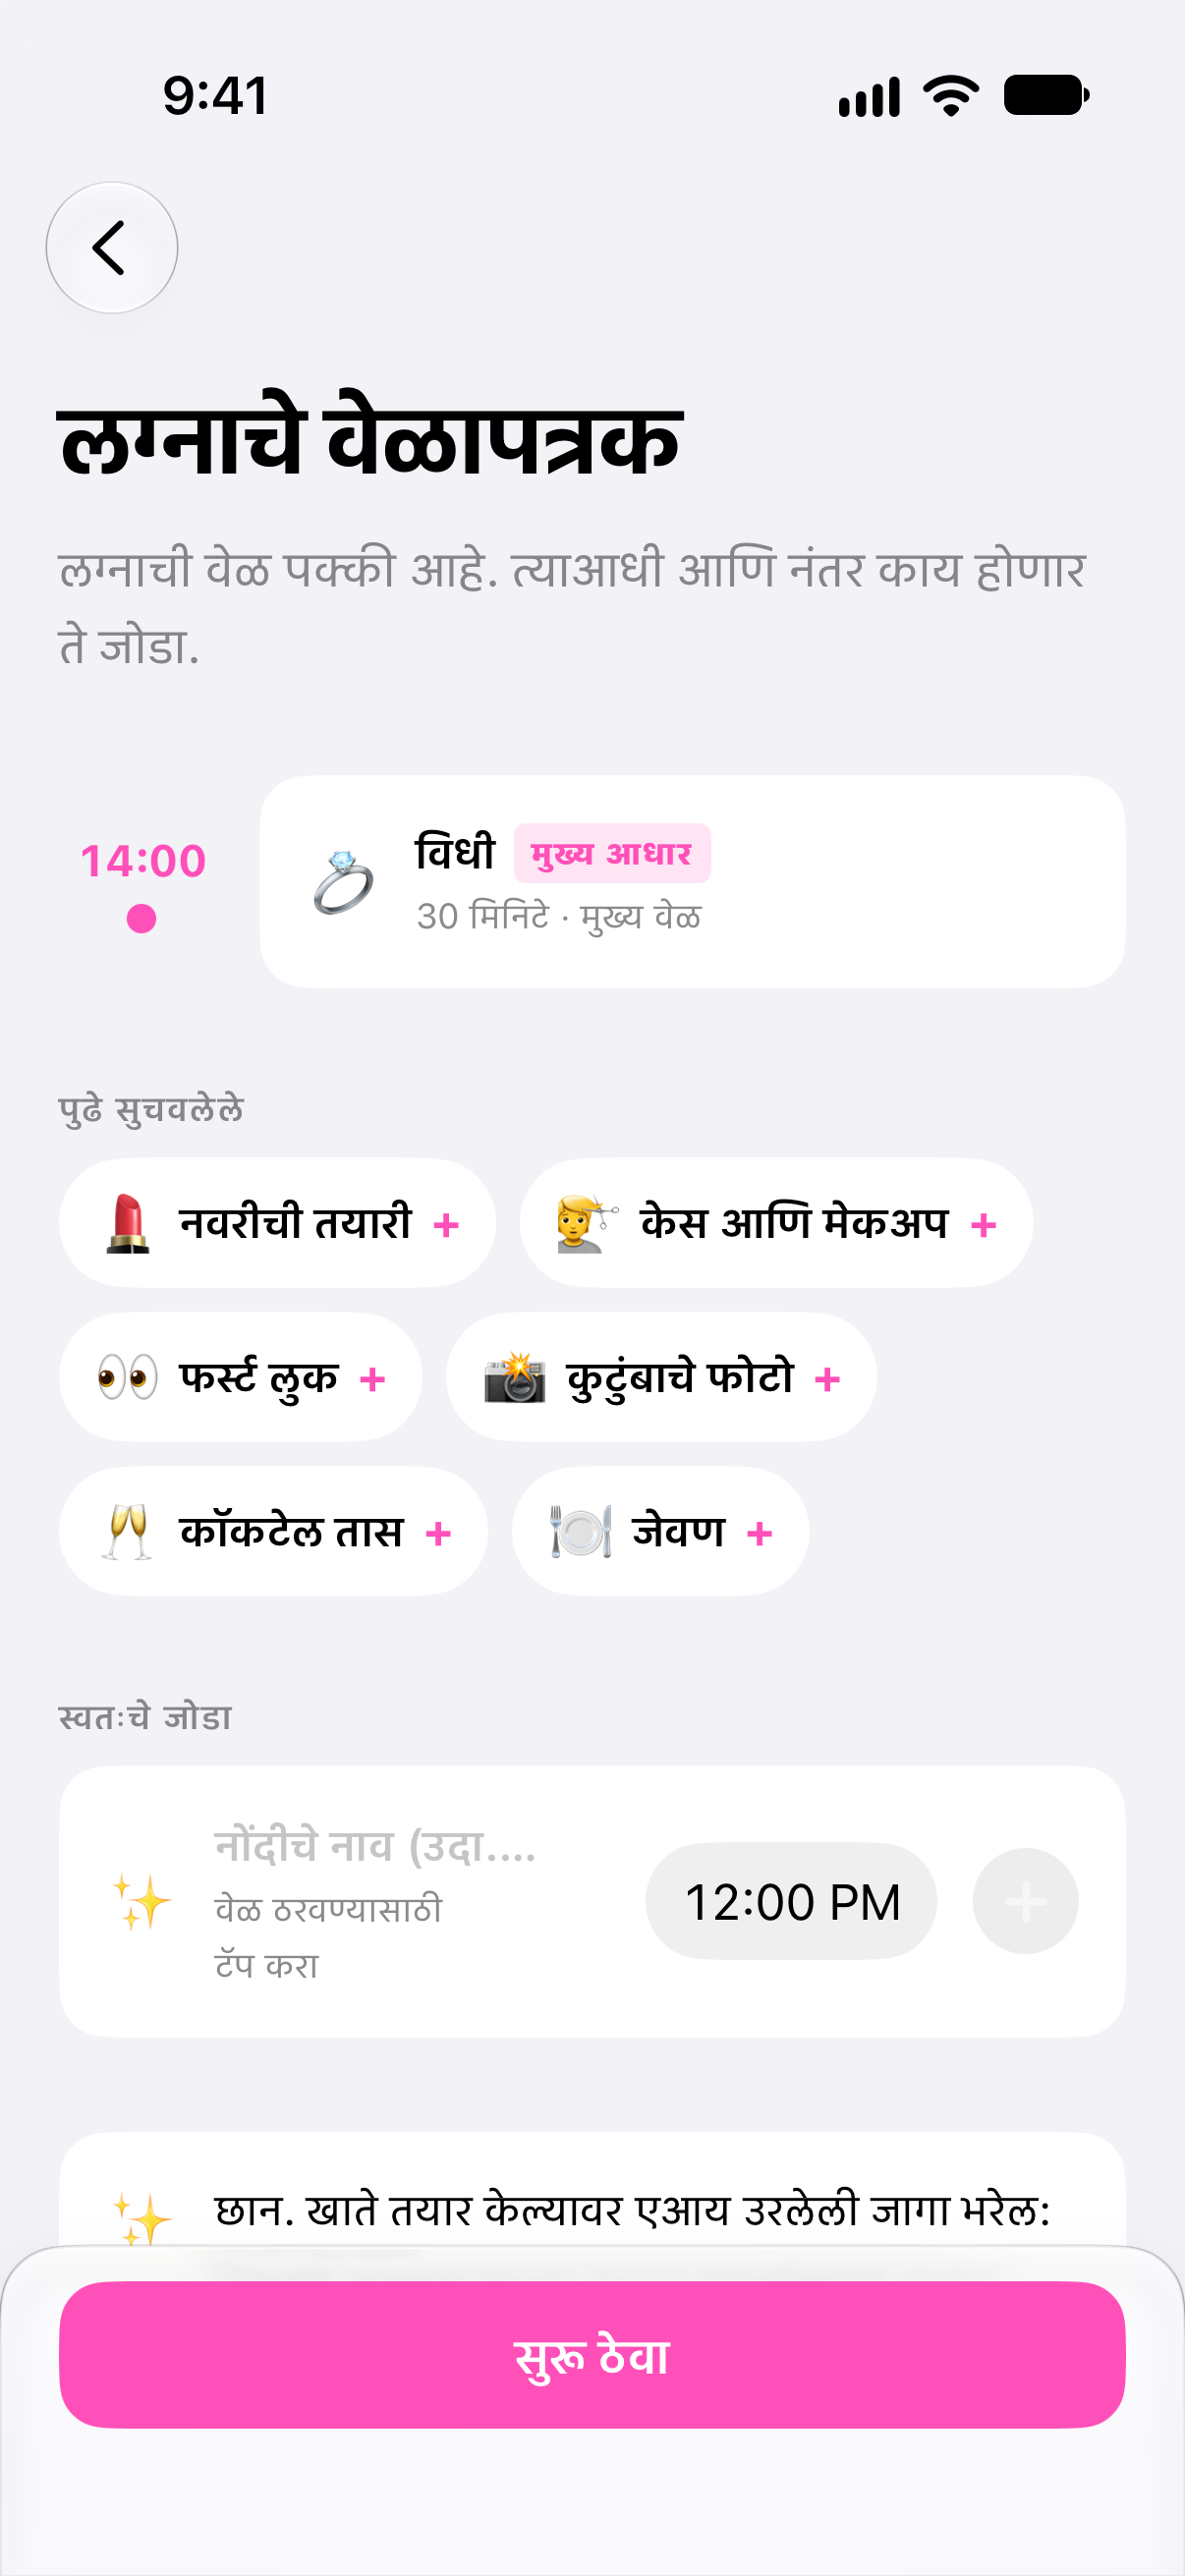 9:41
लग्नाचे वेळापत्रक
लग्नाची वेळ पक्की आहे. त्याआधी आणि नंतर काय होणार
ते जोडा.
14:00
विधी मुख्य आधार
30 मिनिटे · मुख्य वेळ
पुढे सुचवलेले
नवरीची तयारी +
केस आणि मेकअप +
फर्स्ट लुक +
कुटुंबाचे फोटो +
कॉकटेल तास +
जेवण +
स्वतःचे जोडा
नोंदीचे नाव (उदा....
वेळ ठरवण्यासाठी
टॅप करा
12:00 PM
छान. खाते तयार केल्यावर एआय उरलेली जागा भरेल:
सुरू ठेवा